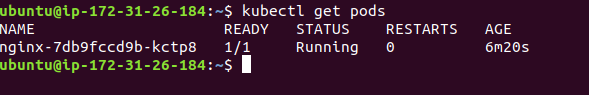 ubuntu@ip-172-31-26-184:~$ kubectl get pods
NAME READY STATUS RESTARTS AGE
nginx-7db9fccd9b-kctp8 1/1 Running 0 6m20s
ubuntu@ip-172-31-26-184:~$